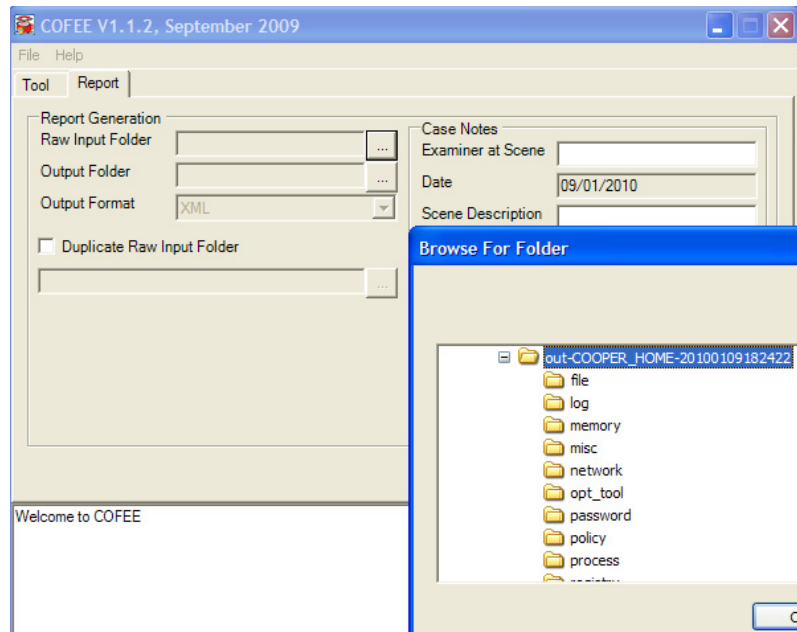 COFEE V1.1.2, September 2009
File Help
Tool Report
Report Generation
Raw Input Folder ...
Output Folder ...
Output Format XML
Duplicate Raw Input Folder
...
Case Notes
Examiner at Scene
Date 09/01/2010
Scene Description
Browse For Folder
out-COOPER_HOME-20100109182422
file
log
memory
misc
network
opt_tool
password
policy
process
Welcome to COFEE